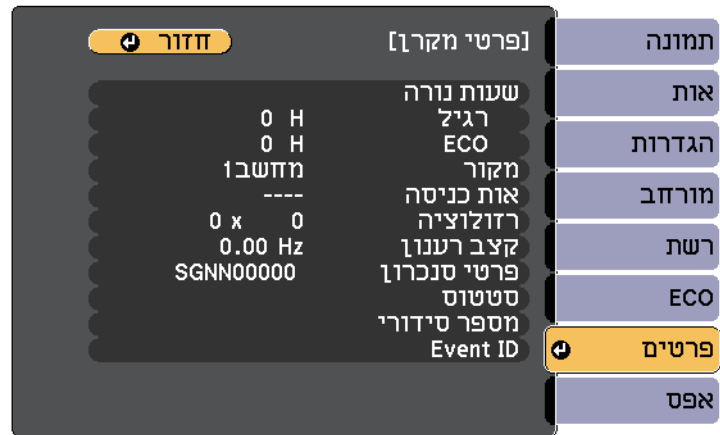 תמונה
אות
הגדרות
מורחב
רשת
ECO
פרטים
אפס
[פרטי מקרן]
חזור
שעות נורה
רגיל 0 H
ECO 0 H
מקור מחשב1
אות כניסה ----
רזולוציה 0 x 0
קצב רענון 0.00 Hz
פרטי סנכרון SGNN00000
סטטוס
מספר סידורי
Event ID